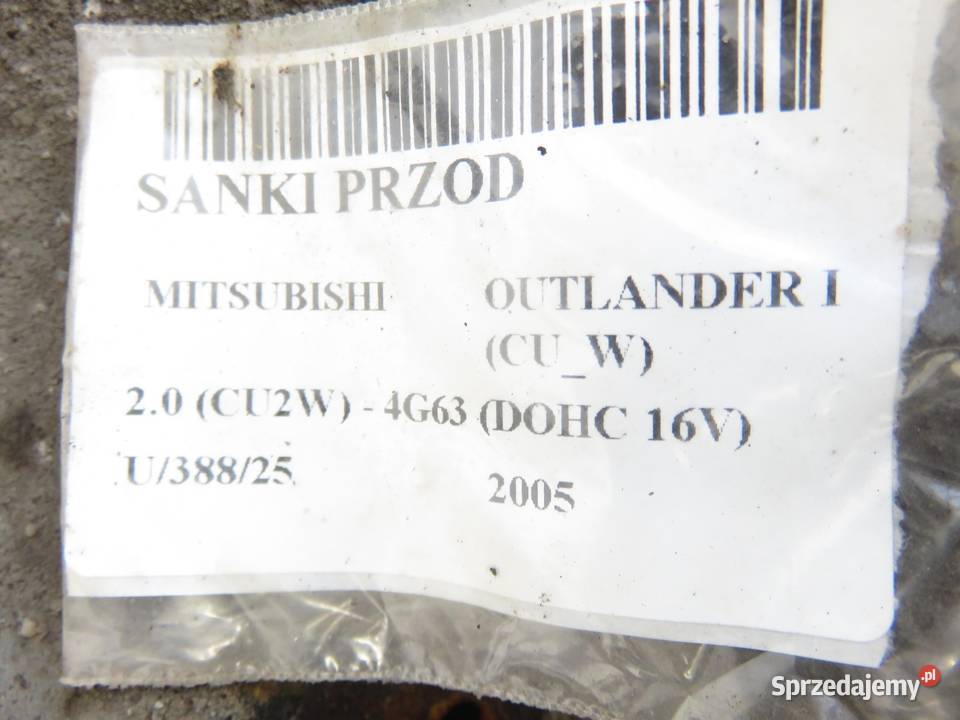 SANKI PRZOD
MITSUBISHI OUTLANDER I
(CU_W)
2.0 (CU2W) - 4G63 (DOHC 16V)
U/388/25 2005
Sprzedajemy.pl